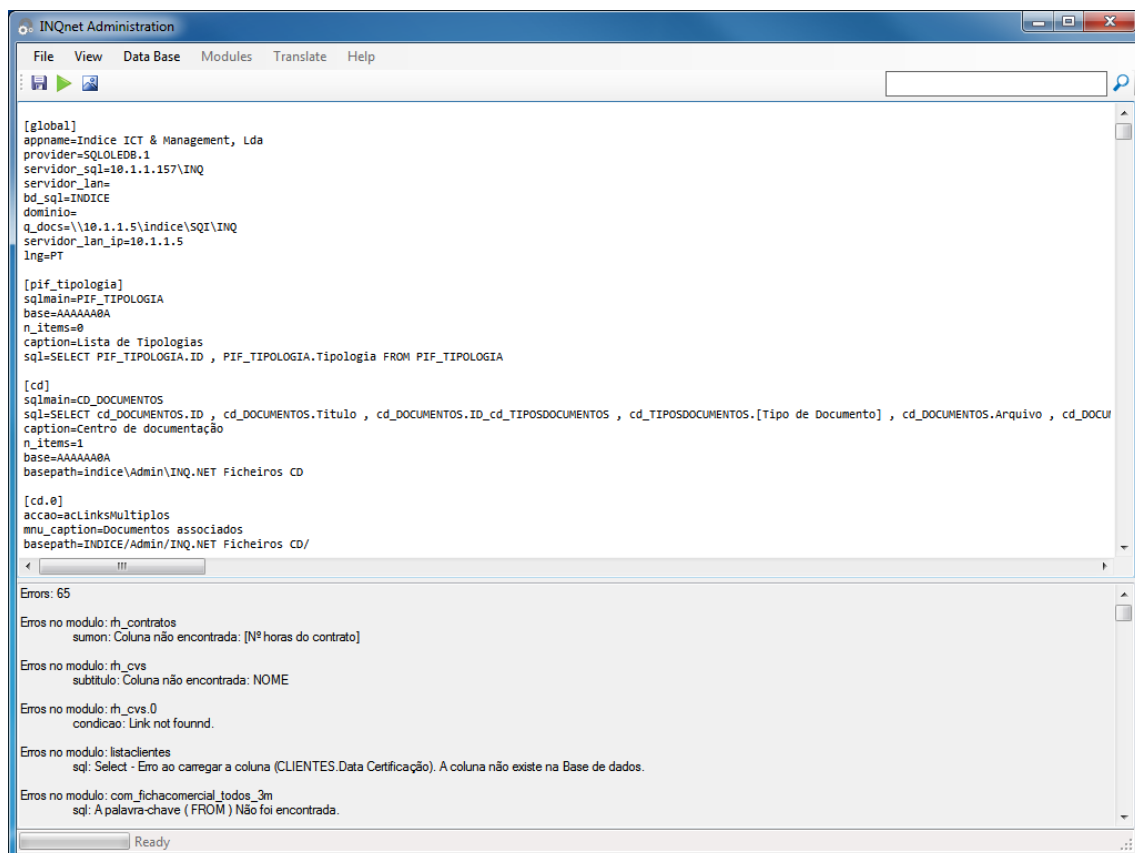 INQnet Administration
File View Data Base Modules Translate Help
[global]
appname=Indice ICT & Management, Lda
provider=SQLOLEDB.1
servidor_sql=10.1.1.157\INQ
servidor_lan=
bd_sql=INDICE
dominio=
q_docs=\\10.1.1.5\indice\SQI\INQ
servidor_lan_ip=10.1.1.5
lng=PT
[pif_tipologia]
sqlmain=PIF_TIPOLOGIA
base=AAAAAA0A
n_items=0
caption=Lista de Tipologias
sql=SELECT PIF_TIPOLOGIA.ID , PIF_TIPOLOGIA.Tipologia FROM PIF_TIPOLOGIA
[cd]
sqlmain=CD_DOCUMENTOS
sql=SELECT cd_DOCUMENTOS.ID , cd_DOCUMENTOS.Titulo , cd_DOCUMENTOS.ID_cd_TIPOSDOCUMENTOS , cd_TIPOSDOCUMENTOS.[Tipo de Documento] , cd_DOCUMENTOS.Arquivo , cd_DOCUM
caption=Centro de documentação
n_items=1
base=AAAAAA0A
basepath=indice\Admin\INQ.NET Ficheiros CD
[cd.0]
accao=acLinksMultiplos
mnu_caption=Documentos associados
basepath=INDICE/Admin/INQ.NET Ficheiros CD/
Errors: 65
Erros no modulo: rh_contratos
sumon: Coluna não encontrada: [Nº horas do contrato]
Erros no modulo: rh_cvs
subtitulo: Coluna não encontrada: NOME
Erros no modulo: rh_cvs.0
condicao: Link not founnd.
Erros no modulo: listaclientes
sql: Select - Erro ao carregar a coluna (CLIENTES.Data Certificação). A coluna não existe na Base de dados.
Erros no modulo: com_fichacomercial_todos_3m
sql: A palavra-chave ( FROM ) Não foi encontrada.
Ready